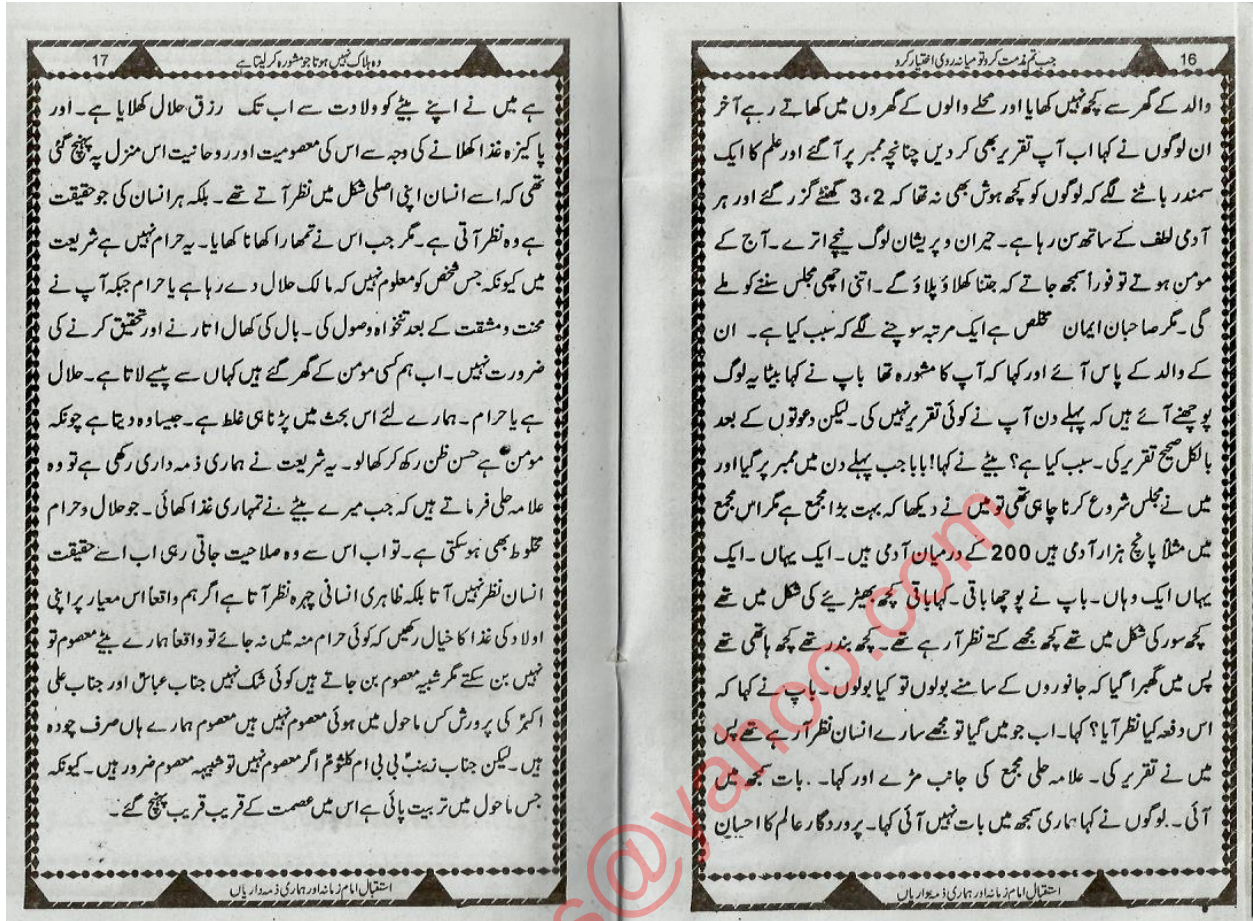 16
جب تم مذمت کرو تو میانہ روی اختیار کرو
والد کے گھر سے کچھ نہیں کھایا اور محلے والوں کے گھروں میں کھاتے رہے آخر
ان لوگوں نے کہا اب آپ تقریر بھی کر دیں چنانچہ ممبر پر آگئے اور علم کا ایک
سمندر بانٹنے لگے کہ لوگوں کو کچھ ہوش بھی نہ تھا کہ 2، 3 گھنٹے گزر گئے اور ہر
آدمی لطف کے ساتھ سن رہا ہے۔ حیران و پریشان لوگ نیچے اترے۔ آج کے
مومن ہوتے تو فوراً سمجھ جاتے کہ جتنا کھلاؤ پلاؤ گے۔ اتنی اچھی مجلس سننے کو ملے
گی۔ مگر صاحبان ایمان مخلص ہے ایک مرتبہ سوچنے لگے کہ سبب کیا ہے۔ ان
کے والد کے پاس آئے اور کہا کہ آپ کا مشورہ تھا باپ نے کہا بیٹا یہ لوگ
پوچھنے آئے ہیں کہ پہلے دن آپ نے کوئی تقریر نہیں کی۔ لیکن دعوتوں کے بعد
بالکل صحیح تقریر کی۔ سبب کیا ہے؟ بیٹے نے کہا! بابا جب پہلے دن میں ممبر پر گیا اور
میں نے مجلس شروع کرنا چاہی تھی تو میں نے دیکھا کہ بہت بڑا مجمع ہے مگر اس مجمع
میں مثلاً پانچ ہزار آدمی ہیں 200 کے درمیان آدمی ہیں۔ ایک یہاں ۔ایک
یہاں ایک وہاں۔ باپ نے پوچھا باقی۔ کہا باقی کچھ بھیڑیئے کی شکل میں تھے
کچھ سور کی شکل میں تھے کچھ مجھے کتے نظر آرہے تھے۔ کچھ بندر تھے کچھ ہاتھی تھے
پس میں گھبرا گیا کہ جانوروں کے سامنے بولوں تو کیا بولوں۔ باپ نے کہا کہ
اس دفعہ کیا نظر آیا؟ کہا۔ اب جو میں گیا تو مجھے سارے انسان نظر آرہے تھے پس
میں نے تقریر کی۔ علامہ حلی مجمع کی جانب مڑے اور کہا۔ بات سمجھ میں
آئی۔ لوگوں نے کہا ہماری سمجھ میں بات نہیں آئی کہا۔ پروردگار عالم کا احسان
استقبال امام زمانہ اور ہماری ذمہ داریاں
17
وہ ہلاک نہیں ہوتا جو مشورہ کر لیتا ہے
ہے میں نے اپنے بیٹے کو ولادت سے اب تک رزق حلال کھلایا ہے۔ اور
پاکیزہ غذا کھلانے کی وجہ سے اس کی معصومیت اور روحانیت اس منزل پہ پہنچ گئی
تھی کہ اسے انسان اپنی اصلی شکل میں نظر آتے تھے۔ بلکہ ہر انسان کی جو حقیقت
ہے وہ نظر آتی ہے۔ مگر جب اس نے تمھارا کھانا کھایا۔ یہ حرام نہیں ہے شریعت
میں کیونکہ جس شخص کو معلوم نہیں کہ مالک حلال دے رہا ہے یا حرام جبکہ آپ نے
محنت و مشقت کے بعد تنخواہ وصول کی۔ بال کی کھال اتارنے اور تحقیق کرنے کی
ضرورت نہیں۔ اب ہم کسی مومن کے گھر گئے ہیں کہاں سے پیسے لاتا ہے۔ حلال
ہے یا حرام۔ ہمارے لئے اس بحث میں پڑنا ہی غلط ہے۔ جیسا وہ دیتا ہے چونکہ
مومن ہے حسن ظن رکھ کر کھالو۔ یہ شریعت نے ہماری ذمہ داری رکھی ہے تو وہ
علامہ حلی فرماتے ہیں کہ جب میرے بیٹے نے تمہاری غذا کھائی۔ جو حلال و حرام
مخلوط بھی ہوسکتی ہے۔ تو اب اس سے وہ صلاحیت جاتی رہی اب اسے حقیقت
انسان نظر نہیں آتا بلکہ ظاہری انسانی چہرہ نظر آتا ہے اگر ہم واقعاً اس معیار پر اپنی
اولاد کی غذا کا خیال رکھیں کہ کوئی حرام منہ میں نہ جائے تو واقعاً ہمارے بیٹے معصوم تو
نہیں بن سکتے مگر شبیہ معصوم بن جاتے ہیں کوئی شک نہیں جناب عباس اور جناب علی
اکبرؑ کی پرورش کس ماحول میں ہوئی معصوم نہیں ہیں معصوم ہمارے ہاں صرف چودہ
ہیں۔ لیکن جناب زینبؑ بی بی ام کلثومؑ اگر معصوم نہیں تو شبیہہ معصوم ضرور ہیں۔ کیونکہ
جس ماحول میں تربیت پائی ہے اس میں عصمت کے قریب قریب پہنچ گئے۔
استقبال امام زمانہ اور ہماری ذمہ داریاں
s@yahoo.com